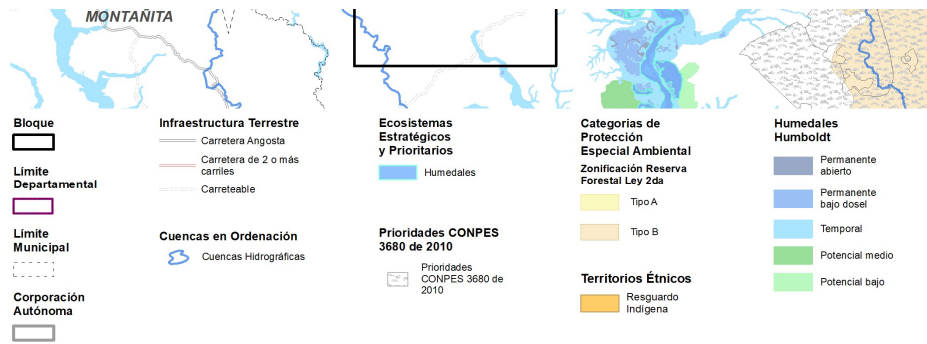 MONTAÑITA
Bloque
Límite
Departamental
Límite
Municipal
Corporación
Autónoma
Infraestructura Terrestre
Carretera Angosta
Carretera de 2 o más
carriles
Carreteable
Cuencas en Ordenación
Cuencas Hidrográficas
Ecosistemas
Estratégicos
y Prioritarios
Humedales
Prioridades CONPES
3680 de 2010
Prioridades
CONPES 3680 de
2010
Categorias de
Protección
Especial Ambiental
Zonificación Reserva
Forestal Ley 2da
Tipo A
Tipo B
Territorios Étnicos
Resguardo
Indígena
Humedales
Humboldt
Permanente
abierto
Permanente
bajo dosel
Temporal
Potencial medio
Potencial bajo